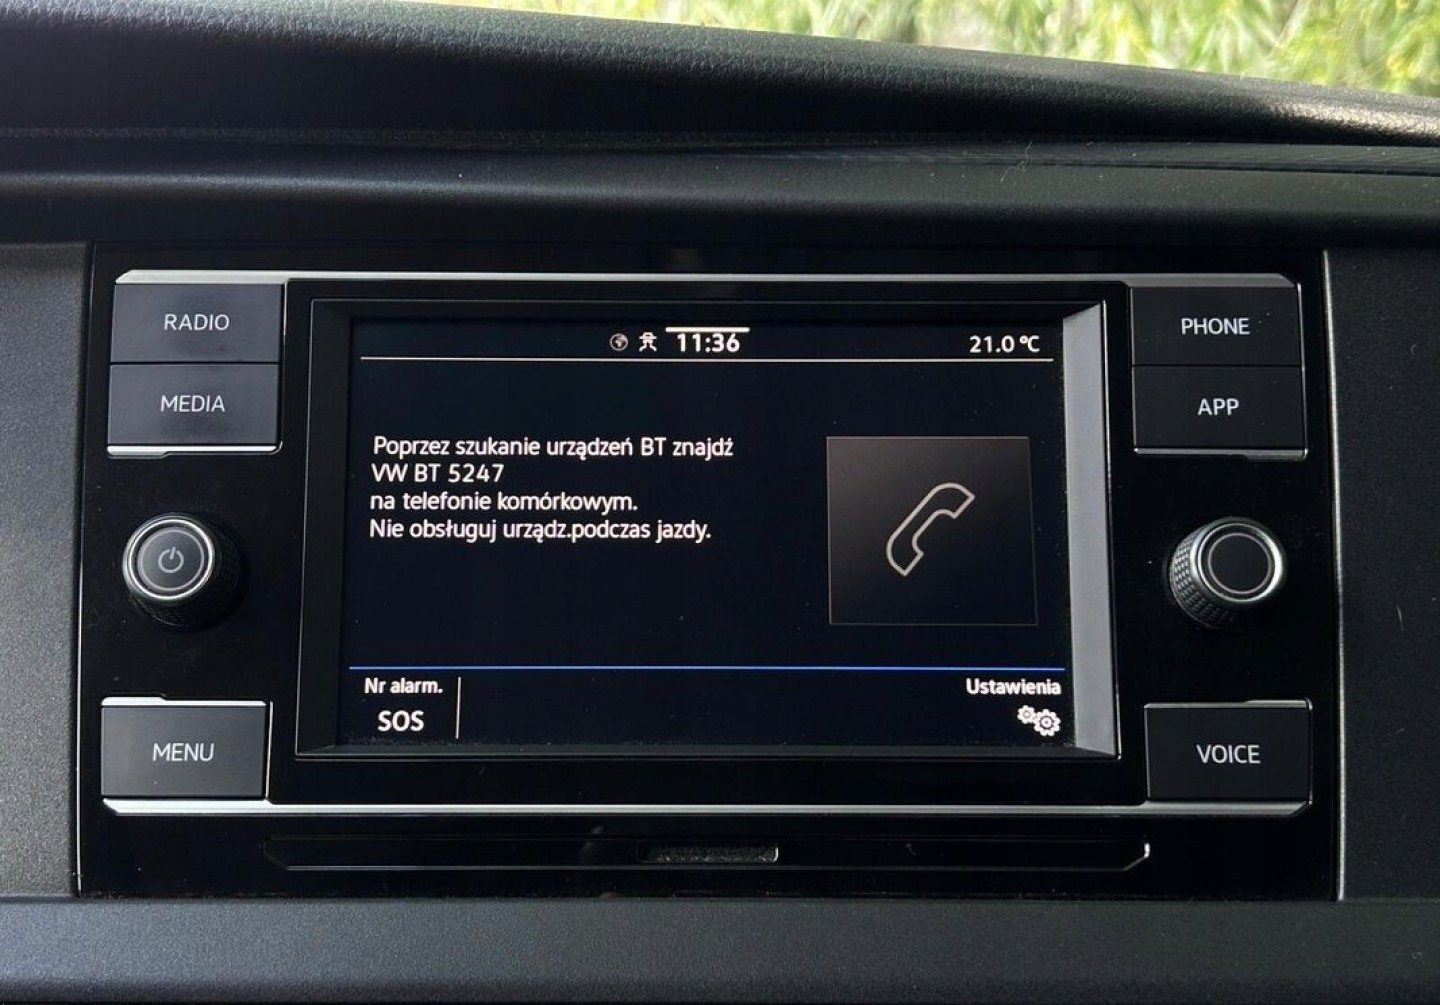 RADIO
MEDIA
MENU
11:36
21.0 °C
Poprzez szukanie urządzeń BT znajdź
VW BT 5247
na telefonie komórkowym.
Nie obsługuj urządz.podczas jazdy.
Nr alarm.
SOS
Ustawienia
PHONE
APP
VOICE